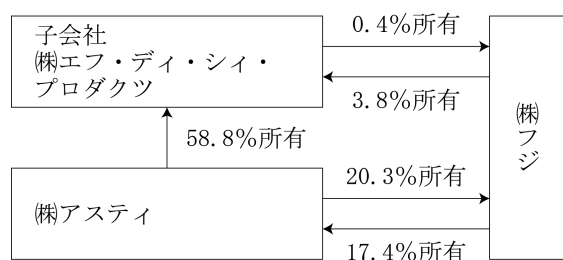 子会社
㈱エフ・ディ・シィ・
プロダクツ
0.4%所有
3.8%所有
58.8%所有
㈱フジ
㈱アスティ
20.3%所有
17.4%所有